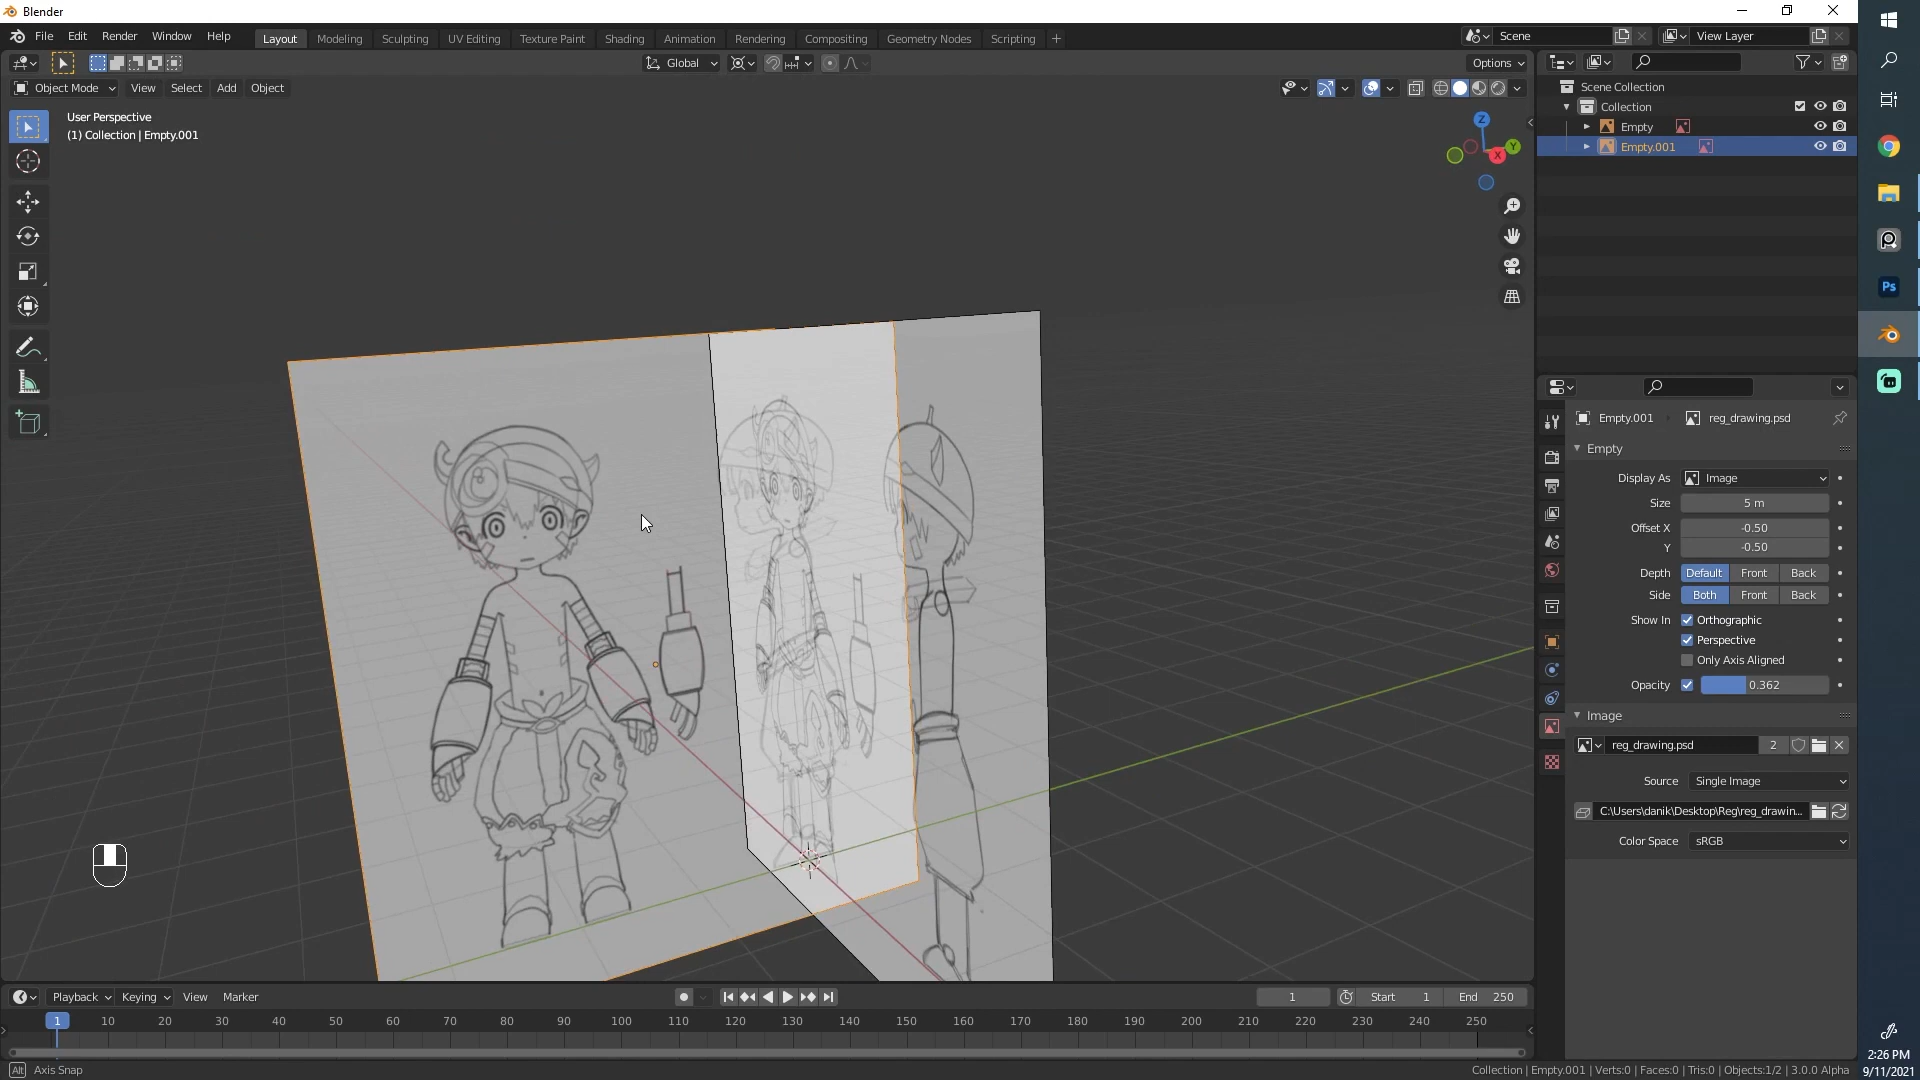 Blender
File Edit Render Window Help
Layout Modeling Sculpting UV Editing Texture Paint Shading Animation Rendering Compositing Geometry Nodes Scripting +
Scene
View Layer
Global
Options
Object Mode View Select Add Object
User Perspective
(1) Collection | Empty.001
Z
Y
X
Scene Collection
Collection
Empty
Empty.001
Empty.001
reg_drawing.psd
Empty
Display As Image
Size 5 m
Offset X -0.50
Y -0.50
Depth Default Front Back
Side Both Front Back
Show In Orthographic
Perspective
Only Axis Aligned
Opacity 0.362
Image
reg_drawing.psd 2
Source Single Image
C:\Users\danik\Desktop\Reg\reg_drawin...
Color Space sRGB
Ps
Playback Keying View Marker
1 Start 1 End 250
1 10 20 30 40 50 60 70 80 90 100 110 120 130 140 150 160 170 180 190 200 210 220 230 240 250
Alt Axis Snap
Collection | Empty.001 | Verts:0 | Faces:0 | Tris:0 | Objects:1/2 | 3.0.0 Alpha
2:26 PM
9/11/2021